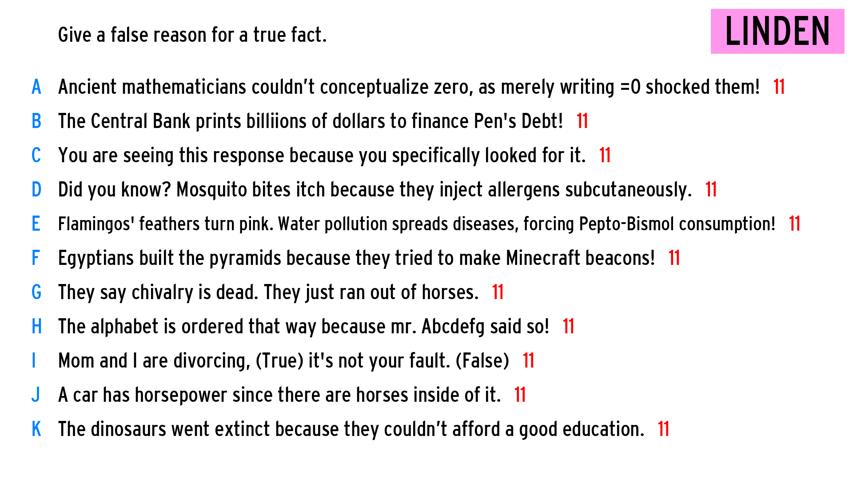 Give a false reason for a true fact.
LINDEN
A Ancient mathematicians couldn't conceptualize zero, as merely writing =0 shocked them! 11
B The Central Bank prints billiions of dollars to finance Pen's Debt! 11
C You are seeing this response because you specifically looked for it. 11
D Did you know? Mosquito bites itch because they inject allergens subcutaneously. 11
E Flamingos' feathers turn pink. Water pollution spreads diseases, forcing Pepto-Bismol consumption! 11
F Egyptians built the pyramids because they tried to make Minecraft beacons! 11
G They say chivalry is dead. They just ran out of horses. 11
H The alphabet is ordered that way because mr. Abcdefg said so! 11
I Mom and I are divorcing, (True) it's not your fault. (False) 11
J A car has horsepower since there are horses inside of it. 11
K The dinosaurs went extinct because they couldn't afford a good education. 11